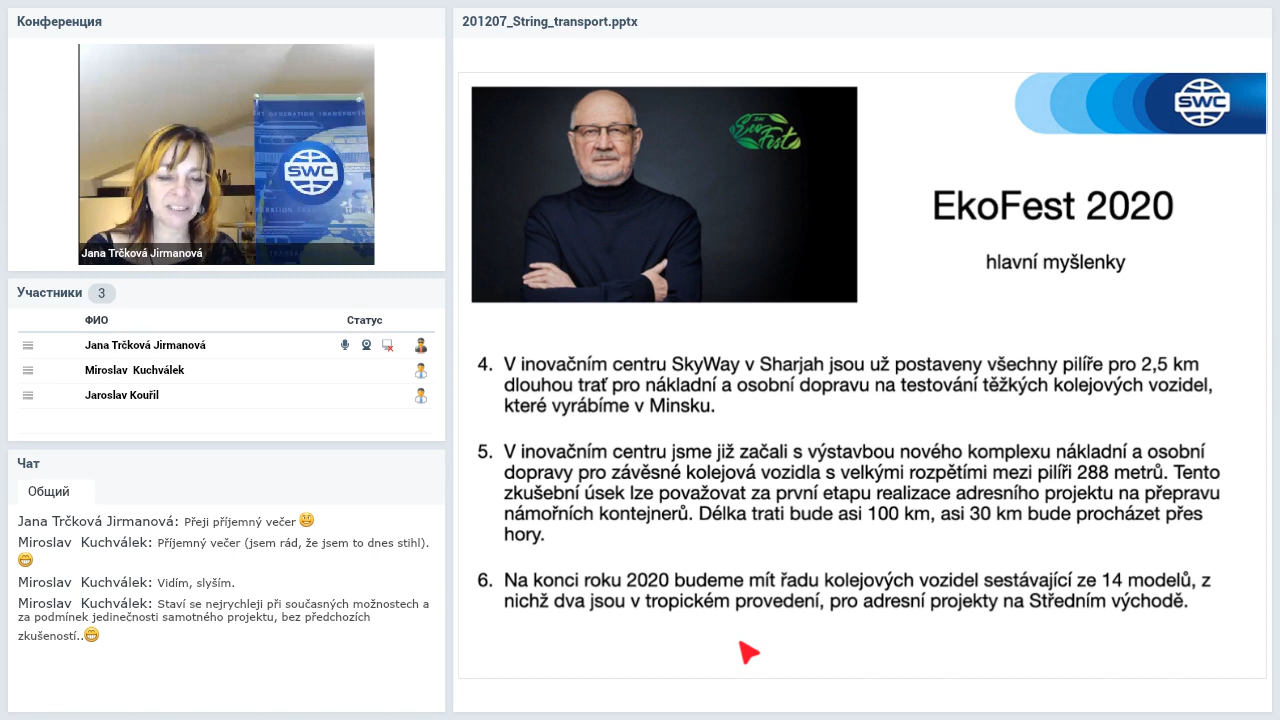 Конференция
SWC
Jana Trčková Jirmanová
Участники 3
ФИО Статус
Jana Trčková Jirmanová
Miroslav Kuchválek
Jaroslav Kouřil
Чат
Общий
Jana Trčková Jirmanová: Přeji příjemný večer
Miroslav Kuchválek: Příjemný večer (jsem rád, že jsem to dnes stihl).
Miroslav Kuchválek: Vidím, slyším.
Miroslav Kuchválek: Staví se nejrychleji při současných možnostech a
za podmínek jedinečnosti samotného projektu, bez předchozích
zkušeností..
201207_String_transport.pptx
SW
EcoFest
SWC
EkoFest 2020
hlavní myšlenky
4. V inovačním centru SkyWay v Sharjah jsou už postaveny všechny pilíře pro 2,5 km
dlouhou trať pro nákladní a osobní dopravu na testování těžkých kolejových vozidel,
které vyrábíme v Minsku.
5. V inovačním centru jsme již začali s výstavbou nového komplexu nákladní a osobní
dopravy pro závěsné kolejová vozidla s velkými rozpětími mezi pilíři 288 metrů. Tento
zkušební úsek lze považovat za první etapu realizace adresního projektu na přepravu
námořních kontejnerů. Délka trati bude asi 100 km, asi 30 km bude procházet přes
hory.
6. Na konci roku 2020 budeme mít řadu kolejových vozidel sestávající ze 14 modelů, z
nichž dva jsou v tropickém provedení, pro adresní projekty na Středním východě.